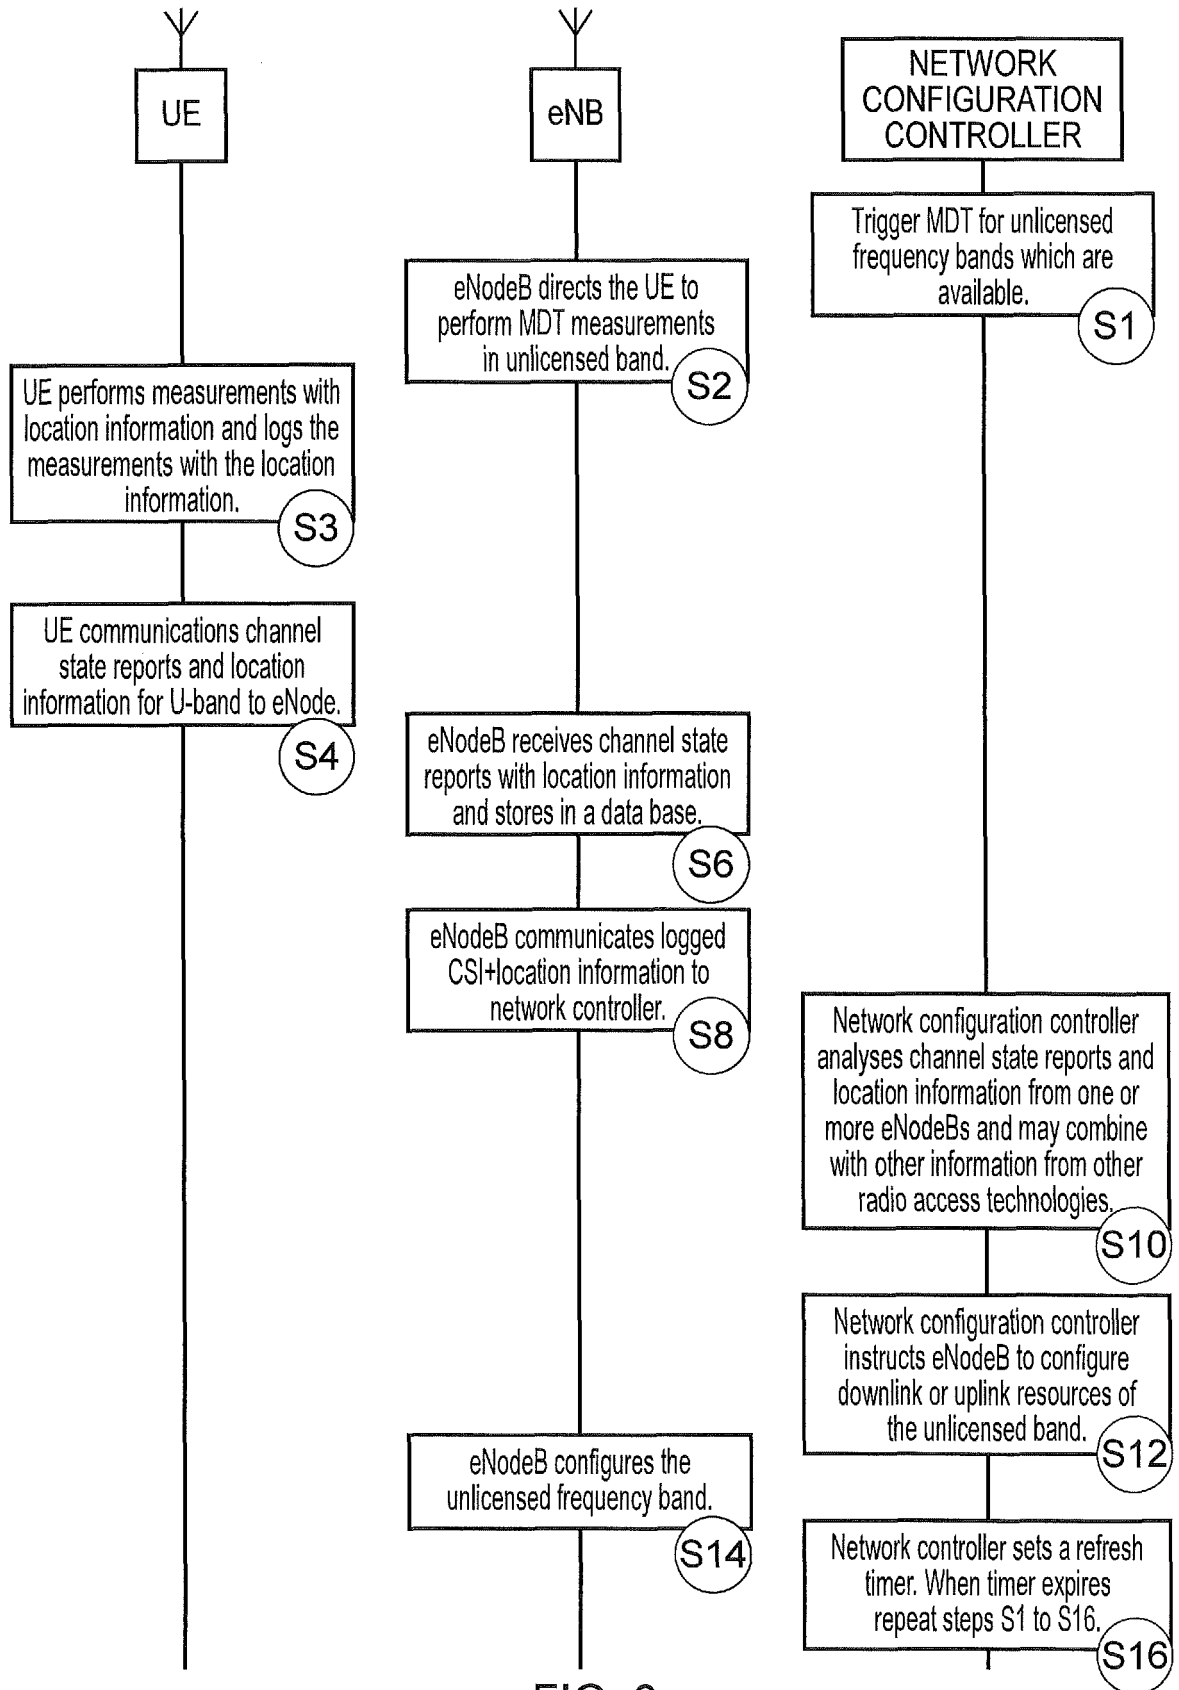 UE
eNB
NETWORK
CONFIGURATION
CONTROLLER
Trigger MDT for unlicensed
frequency bands which are
available.
S1
eNodeB directs the UE to
perform MDT measurements
in unlicensed band.
S2
UE performs measurements with
location information and logs the
measurements with the location
information.
S3
UE communications channel
state reports and location
information for U-band to eNode.
S4
eNodeB receives channel state
reports with location information
and stores in a data base.
S6
eNodeB communicates logged
CSI+location information to
network controller.
S8
Network configuration controller
analyses channel state reports and
location information from one or
more eNodeBs and may combine
with other information from other
radio access technologies.
S10
Network configuration controller
instructs eNodeB to configure
downlink or uplink resources of
the unlicensed band.
S12
eNodeB configures the
unlicensed frequency band.
S14
Network controller sets a refresh
timer. When timer expires
repeat steps S1 to S16.
S16